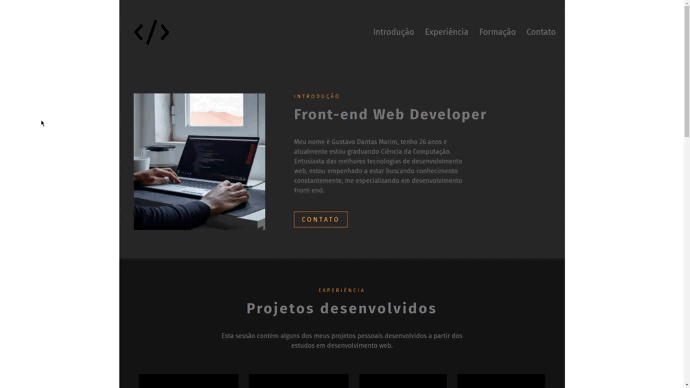 </>
Introdução Experiência Formação Contato
INTRODUÇÃO
Front-end Web Developer
Meu nome é Gustavo Dantas Marim, tenho 26 anos e
atualmente estou graduando Ciência da Computação.
Entusiasta das melhores tecnologias de desenvolvimento
web, estou empenhado a estar buscando conhecimento
constantemente, me especializando em desenvolvimento
front-end.
CONTATO
EXPERIÊNCIA
Projetos desenvolvidos
Esta sessão contém alguns dos meus projetos pessoais desenvolvidos a partir dos
estudos em desenvolvimento web.